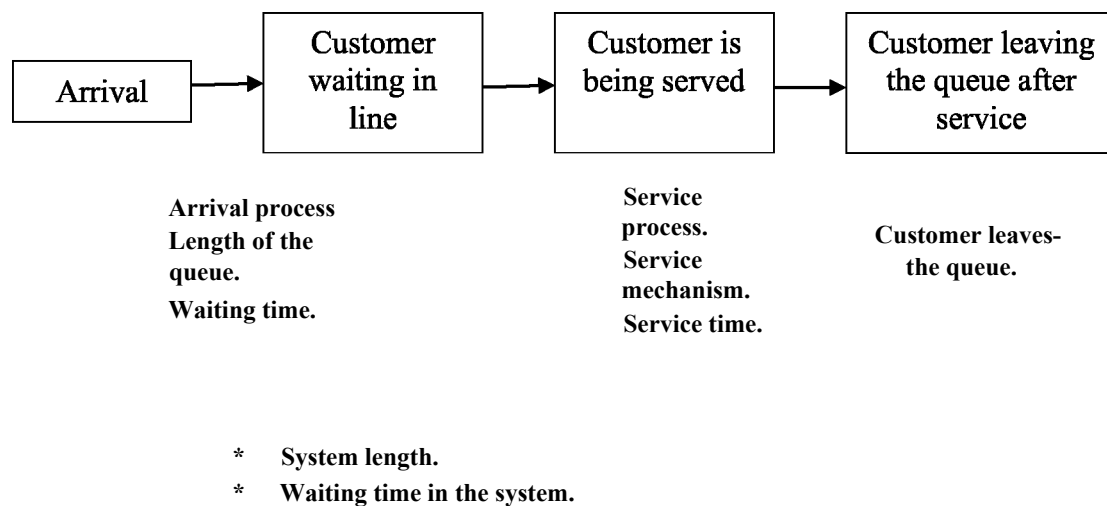 Arrival
Customer
waiting in
line
Customer is
being served
Customer leaving
the queue after
service
Arrival process
Length of the
queue.
Waiting time.
Service
process.
Service
mechanism.
Service time.
Customer leaves-
the queue.
* System length.
* Waiting time in the system.